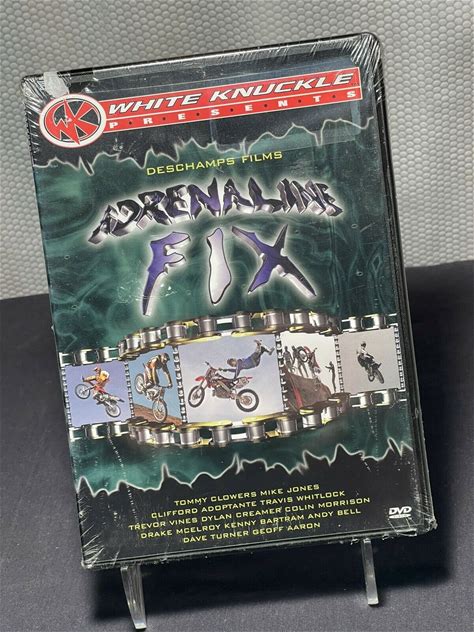 WK
WHITE KNUCKLE
P·R·E·S·E·N·T·S
DESCHAMPS FILMS
ADRENALINE
FIX
TOMMY CLOWERS MIKE JONES
CLIFFORD ADOPTANTE TRAVIS WHITLOCK
TREVOR VINES DYLAN CREAMER COLIN MORRISON
DRAKE MCELROY KENNY BARTRAM ANDY BELL
DAVE TURNER GEOFF AARON
DVD